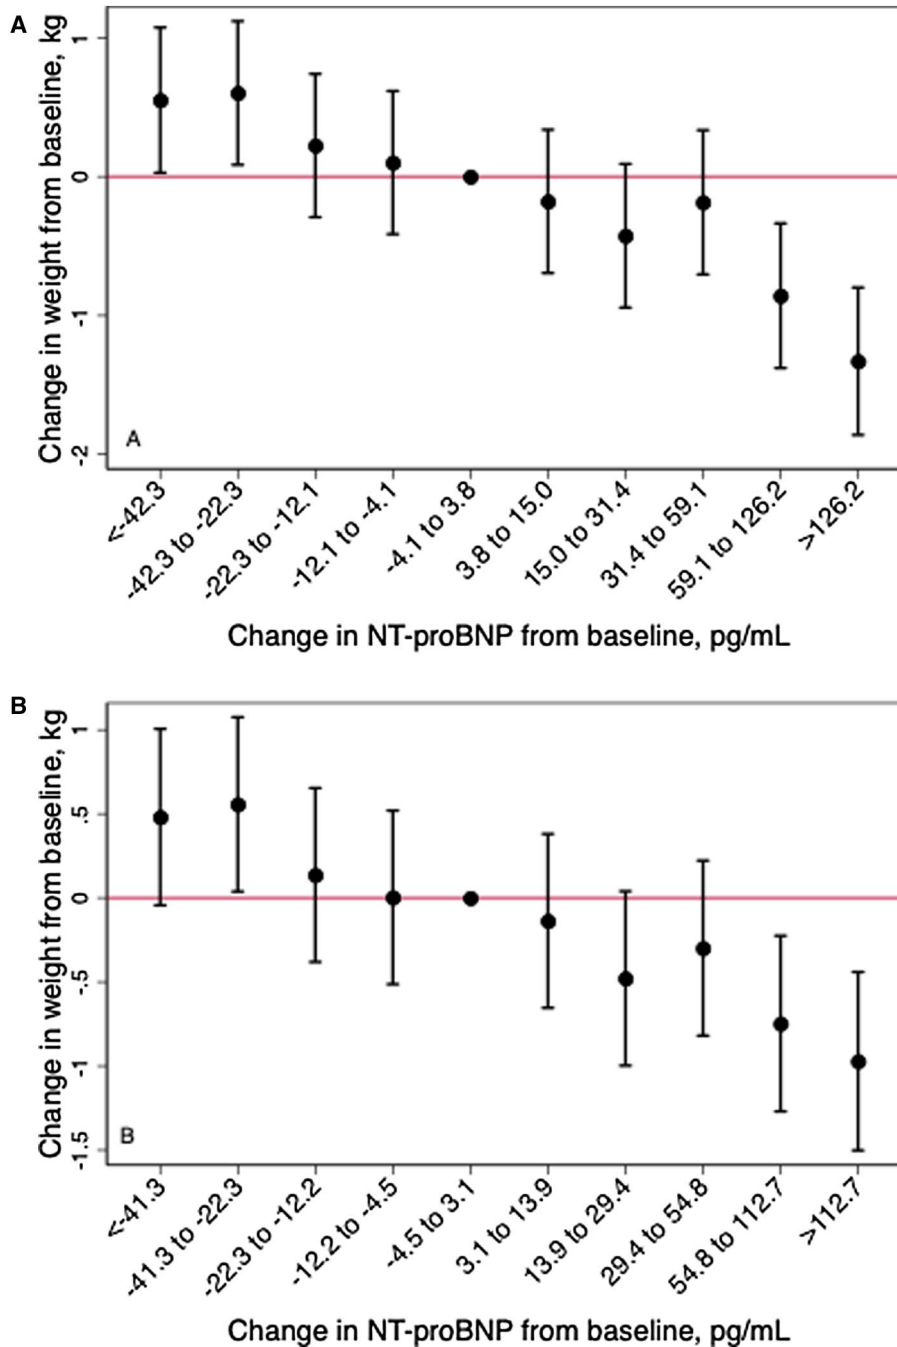 A
Change in weight from baseline, kg
1
0
-1
-2
A
<-42.3
-42.3 to -22.3
-22.3 to -12.1
-12.1 to -4.1
-4.1 to 3.8
3.8 to 15.0
15.0 to 31.4
31.4 to 59.1
59.1 to 126.2
>126.2
Change in NT-proBNP from baseline, pg/mL
B
Change in weight from baseline, kg
1
.5
0
-.5
-1
-1.5
B
<-41.3
-41.3 to -22.3
-22.3 to -12.2
-12.2 to -4.5
-4.5 to 3.1
3.1 to 13.9
13.9 to 29.4
29.4 to 54.8
54.8 to 112.7
>112.7
Change in NT-proBNP from baseline, pg/mL